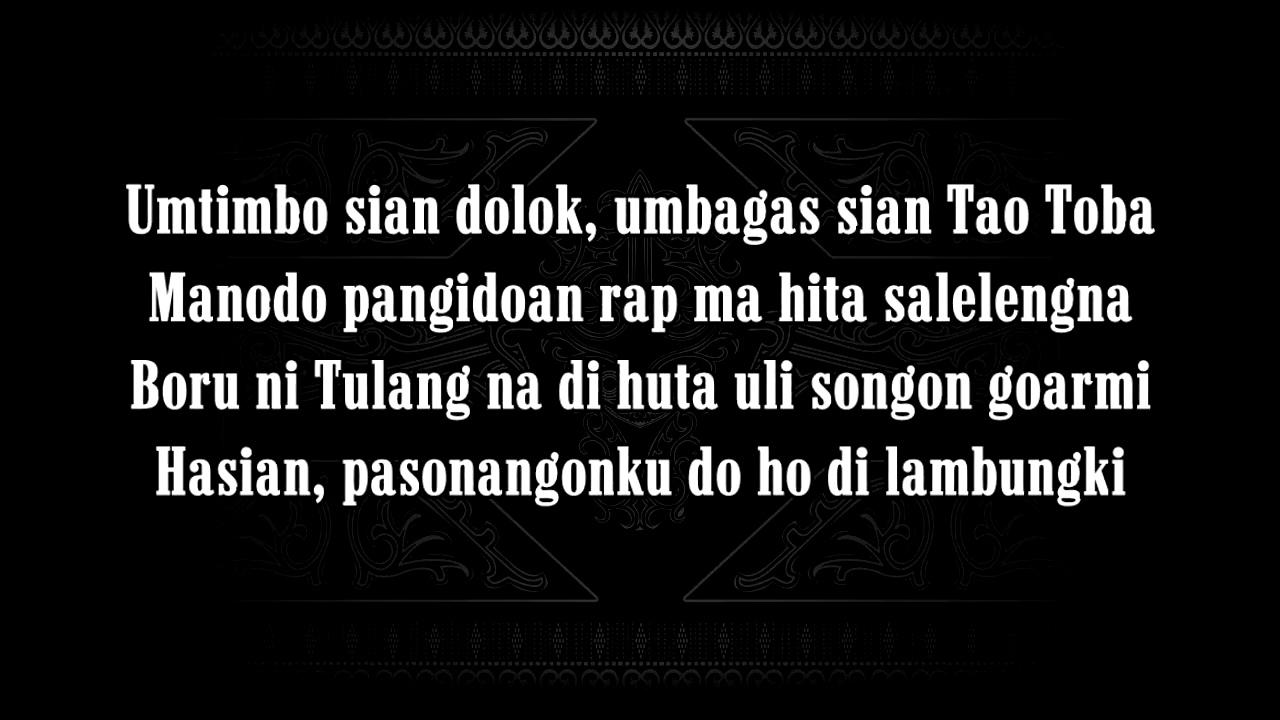 Umtimbo sian dolok, umbagas sian Tao Toba
Manodo pangidoan rap ma hita salelengna
Boru ni Tulang na di huta uli songon goarmi
Hasian, pasonangonku do ho di lambungki